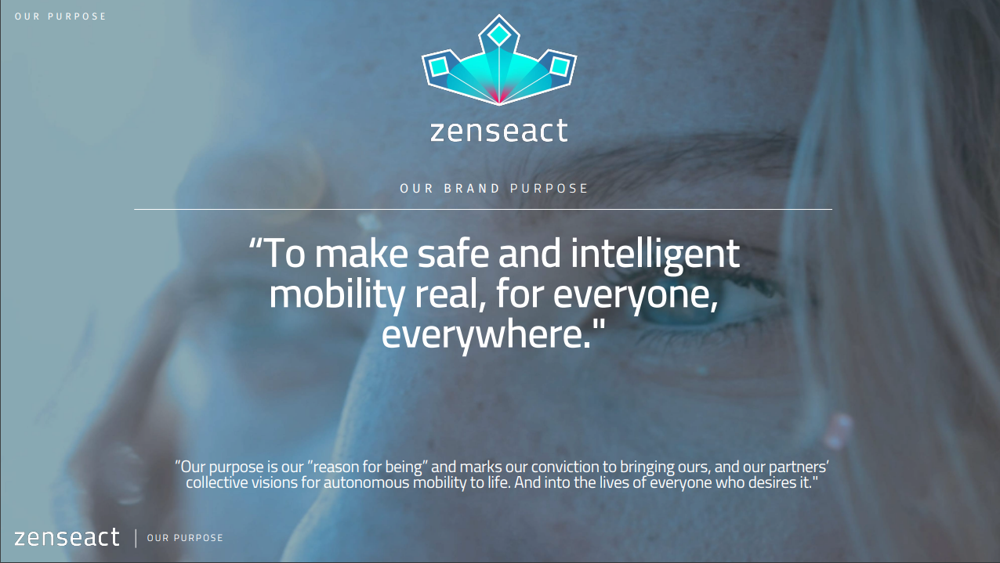 OUR PURPOSE
zenseact
OUR BRAND PURPOSE
“To make safe and intelligent
mobility real, for everyone,
everywhere."
”Our purpose is our ”reason for being” and marks our conviction to bringing ours, and our partners’
collective visions for autonomous mobility to life. And into the lives of everyone who desires it."
zenseact | OUR PURPOSE